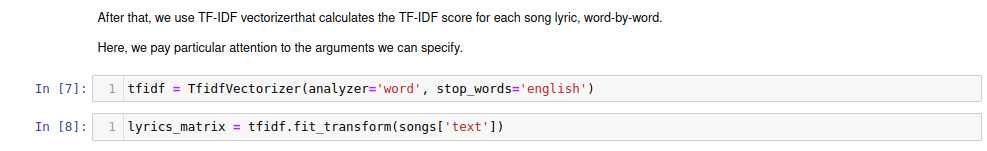 After that, we use TF-IDF vectorizerthat calculates the TF-IDF score for each song lyric, word-by-word.
Here, we pay particular attention to the arguments we can specify.
In [7]: 1 tfidf = TfidfVectorizer(analyzer='word', stop_words='english')
In [8]: 1 lyrics_matrix = tfidf.fit_transform(songs['text'])